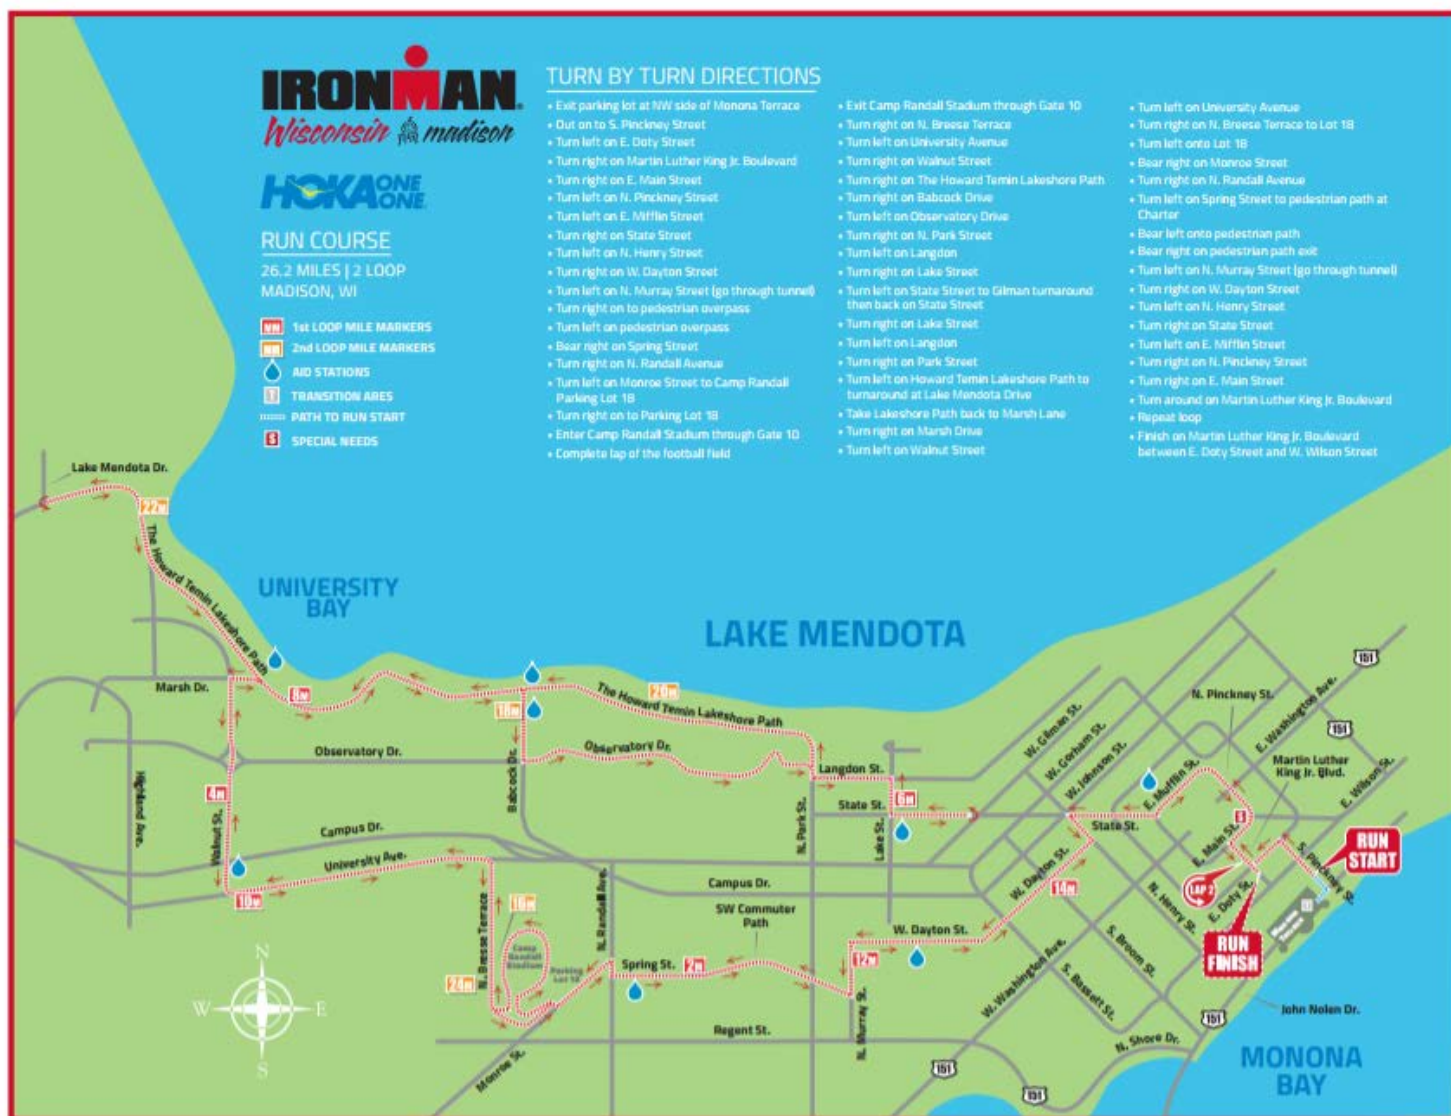 IRONMAN
Wisconsin madison
HOKA ONE ONE
RUN COURSE
26.2 MILES | 2 LOOP
MADISON, WI
1st LOOP MILE MARKERS
2nd LOOP MILE MARKERS
AID STATIONS
TRANSITION ARES
PATH TO RUN START
SPECIAL NEEDS
TURN BY TURN DIRECTIONS
• Exit parking lot at NW side of Monona Terrace
• Out on to S. Pinckney Street
• Turn left on E. Doty Street
• Turn right on Martin Luther King Jr. Boulevard
• Turn right on E. Main Street
• Turn left on N. Pinckney Street
• Turn left on E. Mifflin Street
• Turn right on State Street
• Turn left on N. Henry Street
• Turn right on W. Dayton Street
• Turn left on N. Murray Street (go through tunnel)
• Turn right on to pedestrian overpass
• Turn left on pedestrian overpass
• Bear right on Spring Street
• Turn right on N. Randall Avenue
• Turn left on Monroe Street to Camp Randall
Parking Lot 18
• Turn right on to Parking Lot 18
• Enter Camp Randall Stadium through Gate 10
• Complete lap of the football field
• Exit Camp Randall Stadium through Gate 10
• Turn right on N. Breese Terrace
• Turn left on University Avenue
• Turn right on Walnut Street
• Turn right on The Howard Temin Lakeshore Path
• Turn right on Babcock Drive
• Turn left on Observatory Drive
• Turn right on N. Park Street
• Turn left on Langdon
• Turn right on Lake Street
• Turn left on State Street to Gilman turnaround
then back on State Street
• Turn right on Lake Street
• Turn left on Langdon
• Turn right on Park Street
• Turn left on Howard Temin Lakeshore Path to
turnaround at Lake Mendota Drive
• Take Lakeshore Path back to Marsh Lane
• Turn right on Marsh Drive
• Turn left on Walnut Street
• Turn left on University Avenue
• Turn right on N. Breese Terrace to Lot 18
• Turn left onto Lot 18
• Bear right on Monroe Street
• Turn right on N. Randall Avenue
• Turn left on Spring Street to pedestrian path at
Charter
• Bear left onto pedestrian path
• Bear right on pedestrian path exit
• Turn left on N. Murray Street (go through tunnel)
• Turn right on W. Dayton Street
• Turn left on N. Henry Street
• Turn right on State Street
• Turn left on E. Mifflin Street
• Turn right on N. Pinckney Street
• Turn right on E. Main Street
• Turn around on Martin Luther King Jr. Boulevard
• Repeat loop
• Finish on Martin Luther King Jr. Boulevard
between E. Doty Street and W. Wilson Street
Lake Mendota Dr.
22M
The Howard Temin Lakeshore Path
UNIVERSITY
BAY
LAKE MENDOTA
Marsh Dr.
8M
18M
20M
The Howard Temin Lakeshore Path
Observatory Dr.
Observatory Dr.
Babcock Dr.
Highland Ave.
4M
Walnut St.
Campus Dr.
University Ave.
10M
N. Bresse Terrace
16M
24M
Camp
Randall
Stadium
Parking
Lot 18
N. Randall Ave.
Spring St.
2M
SW Commuter
Path
Campus Dr.
Monroe St.
Regent St.
N. Park St.
Langdon St.
State St.
Lake St.
6M
12M
N. Murray St.
W. Dayton St.
14M
W. Dayton St.
W. Gilman St.
W. Gorham St.
W. Johnson St.
State St.
E. Mufflin St.
N. Pinckney St.
E. Washington Ave.
151
151
Martin Luther
King Jr. Blvd.
E. Wilson St.
S
E. Main St.
S. Pinckney St.
RUN
START
LAP 2
E. Doty St.
N. Henry St.
S. Broom St.
S. Bassett St.
W. Washington Ave.
RUN
FINISH
T
John Nolen Dr.
151
N. Shore Dr.
151
151
MONONA
BAY
N
W
E
S